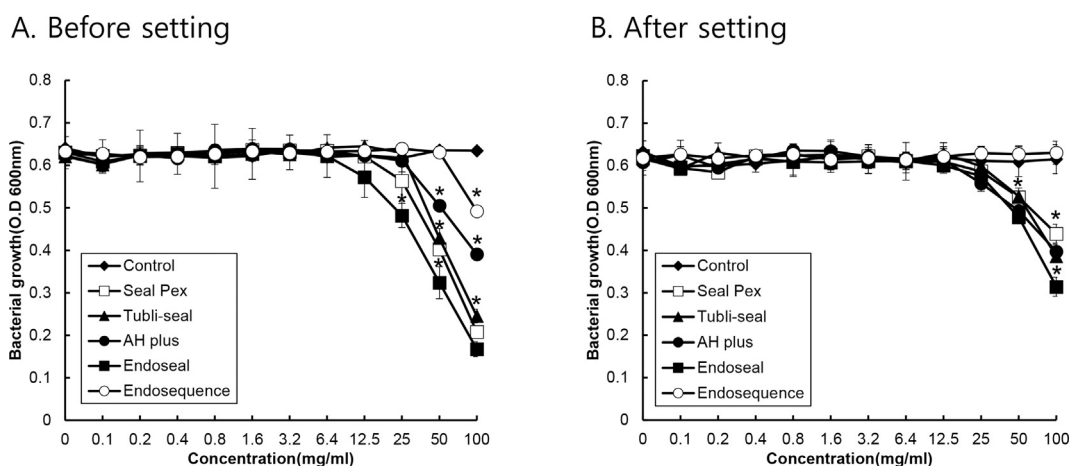 A. Before setting
Bacterial growth(O.D 600nm)
0.8
0.7
0.6
0.5
0.4
0.3
0.2
0.1
0
* * * * * * *
Control
Seal Pex
Tubli-seal
AH plus
Endoseal
Endosequence
0 0.1 0.2 0.4 0.8 1.6 3.2 6.4 12.5 25 50 100
Concentration(mg/ml)
B. After setting
Bacterial growth(O.D 600nm)
0.8
0.7
0.6
0.5
0.4
0.3
0.2
0.1
0
* * *
Control
Seal Pex
Tubli-seal
AH plus
Endoseal
Endosequence
0 0.1 0.2 0.4 0.8 1.6 3.2 6.4 12.5 25 50 100
Concentration(mg/ml)